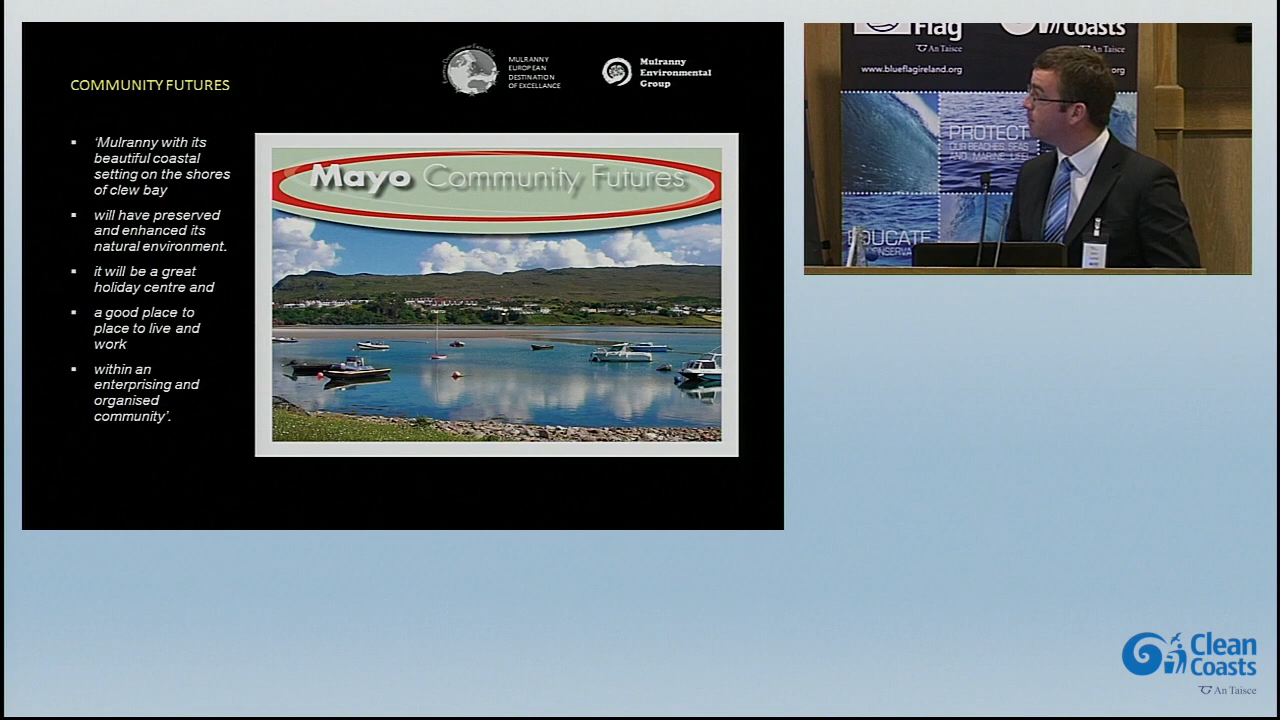 COMMUNITY FUTURES
MULRANNY
EUROPEAN
DESTINATION
OF EXCELLENCE
Mulranny
Environmental
Group
‘Mulranny with its
beautiful coastal
setting on the shores
of clew bay
will have preserved
and enhanced its
natural environment.
it will be a great
holiday centre and
a good place to
place to live and
work
within an
enterprising and
organised
community’.
Mayo Community Futures
Flag
An Taisce
Coasts
An Taisce
www.blueflagireland.org
PROTECT
OUR BEACHES, SEAS
AND MARINE LIFE
EDUCATE
Clean
Coasts
An Taisce